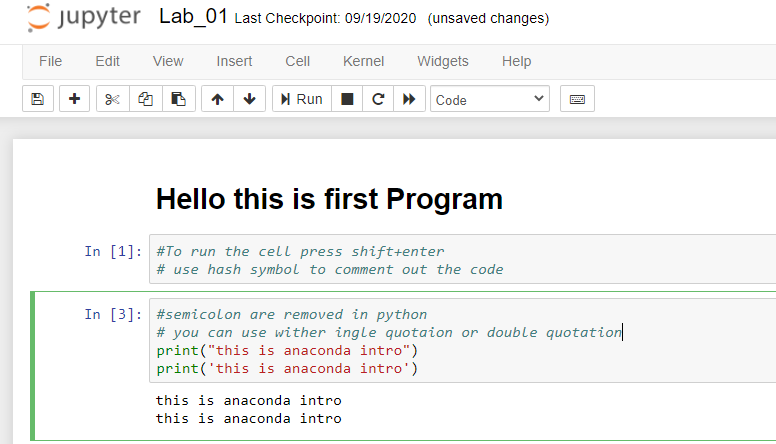 jupyter Lab_01 Last Checkpoint: 09/19/2020 (unsaved changes)
File Edit View Insert Cell Kernel Widgets Help
Run Code
Hello this is first Program
In [1]: #To run the cell press shift+enter
# use hash symbol to comment out the code
In [3]: #semicolon are removed in python
# you can use wither ingle quotaion or double quotation
print("this is anaconda intro")
print('this is anaconda intro')
this is anaconda intro
this is anaconda intro